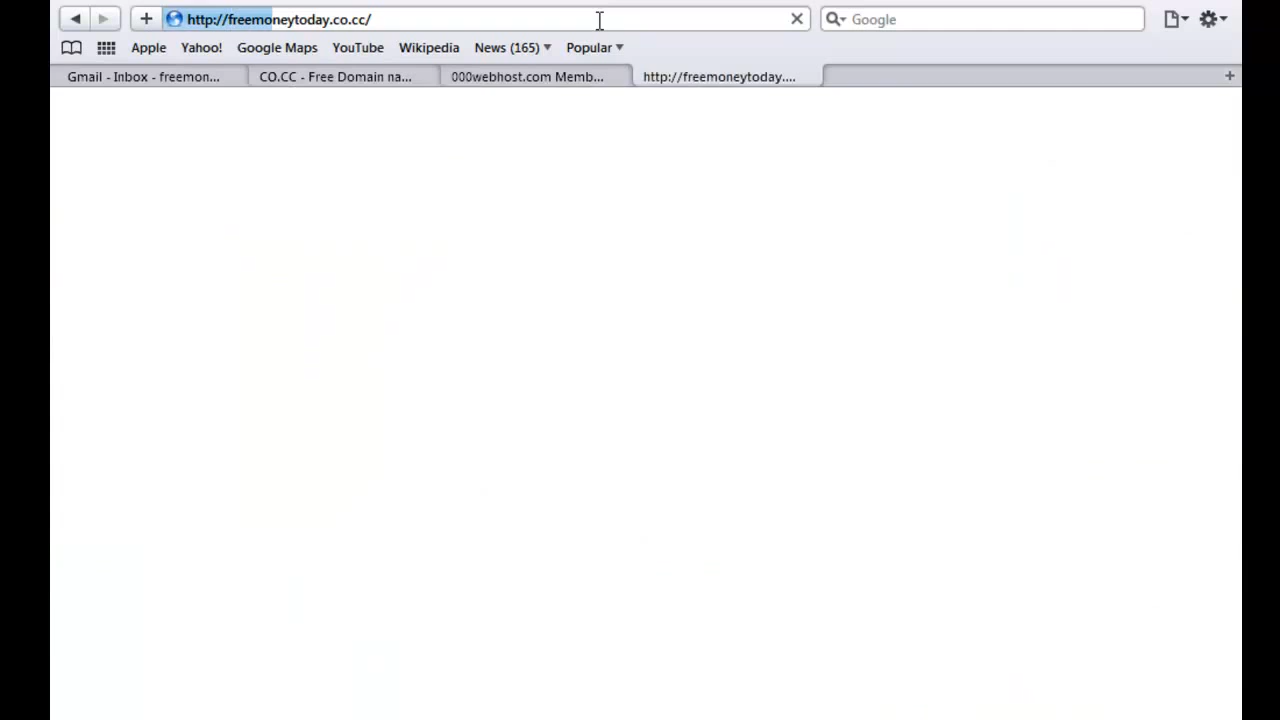 http://freemoneytoday.co.cc/
Google
Apple Yahoo! Google Maps YouTube Wikipedia News (165) Popular
Gmail - Inbox - freemon... CO.CC - Free Domain na... 000webhost.com Memb... http://freemoneytoday....